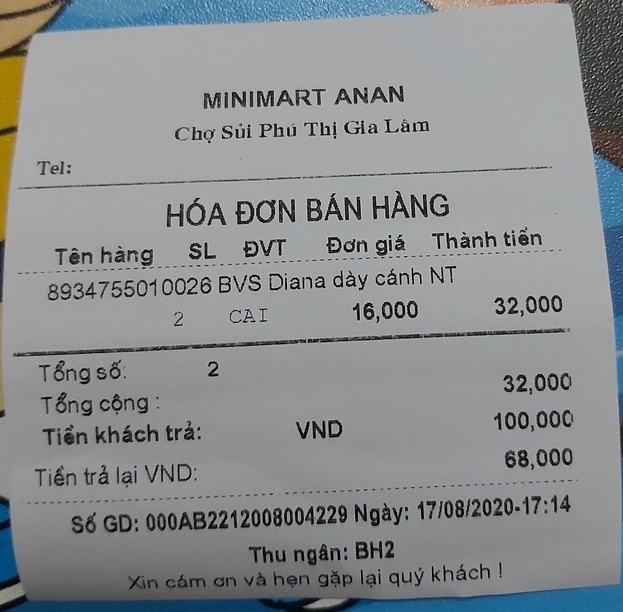 MINIMART ANAN
Chợ Sủi Phú Thị Gia Lâm
Tel:
HÓA ĐƠN BÁN HÀNG
Tên hàng SL ĐVT Đơn giá Thành tiền
8934755010026 BVS Diana dày cánh NT
2 CAI 16,000 32,000
Tổng số: 2
Tổng cộng : 32,000
Tiền khách trả: VND 100,000
Tiền trả lại VND: 68,000
Số GD: 000AB2212008004229 Ngày: 17/08/2020-17:14
Thu ngân: BH2
Xin cám ơn và hẹn gặp lại quý khách !